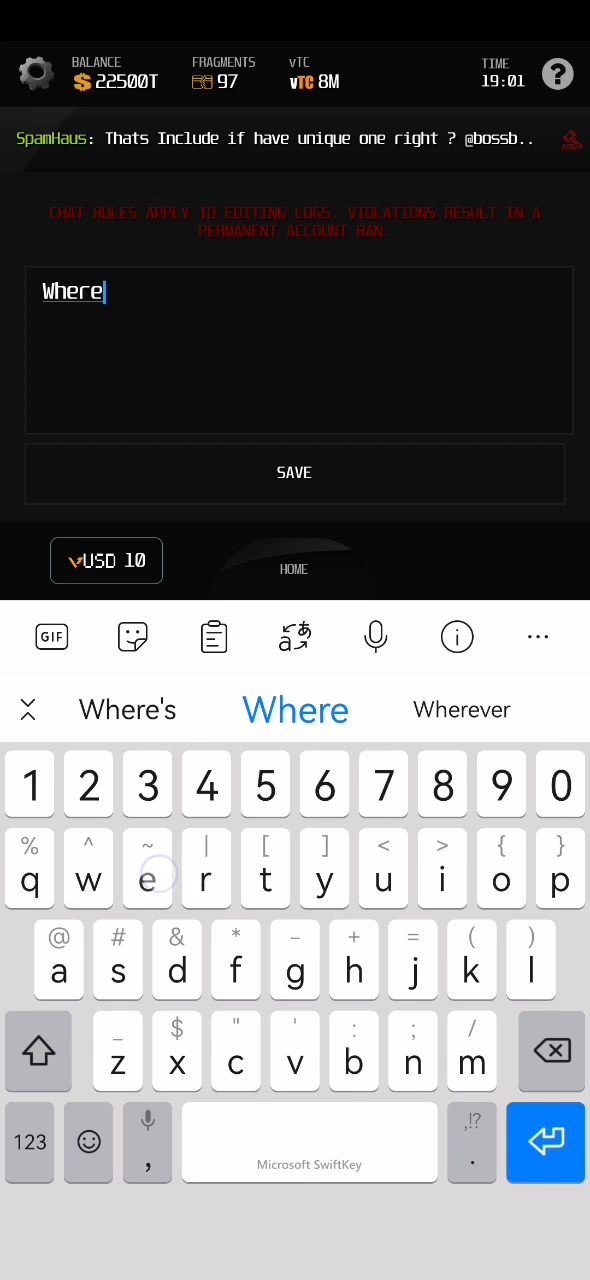 BALANCE
$ 22500T
FRAGMENTS
97
vTC
vTC 8M
TIME
19:01
?
SpamHaus: Thats Include if have unique one right ? @bossb..
CHAT RULES APPLY TO EDITING LOGS, VIOLATIONS RESULT IN A
PERMANENT ACCOUNT BAN.
Where
SAVE
USD 10
HOME
GIF
Where's Where Wherever
1 2 3 4 5 6 7 8 9 0
% ^ ~ | [ ] < > { }
q w e r t y u i o p
@ # & * - + = ( )
a s d f g h j k l
_ $ " ' : ; /
z x c v b n m
,!?
123 , Microsoft SwiftKey .